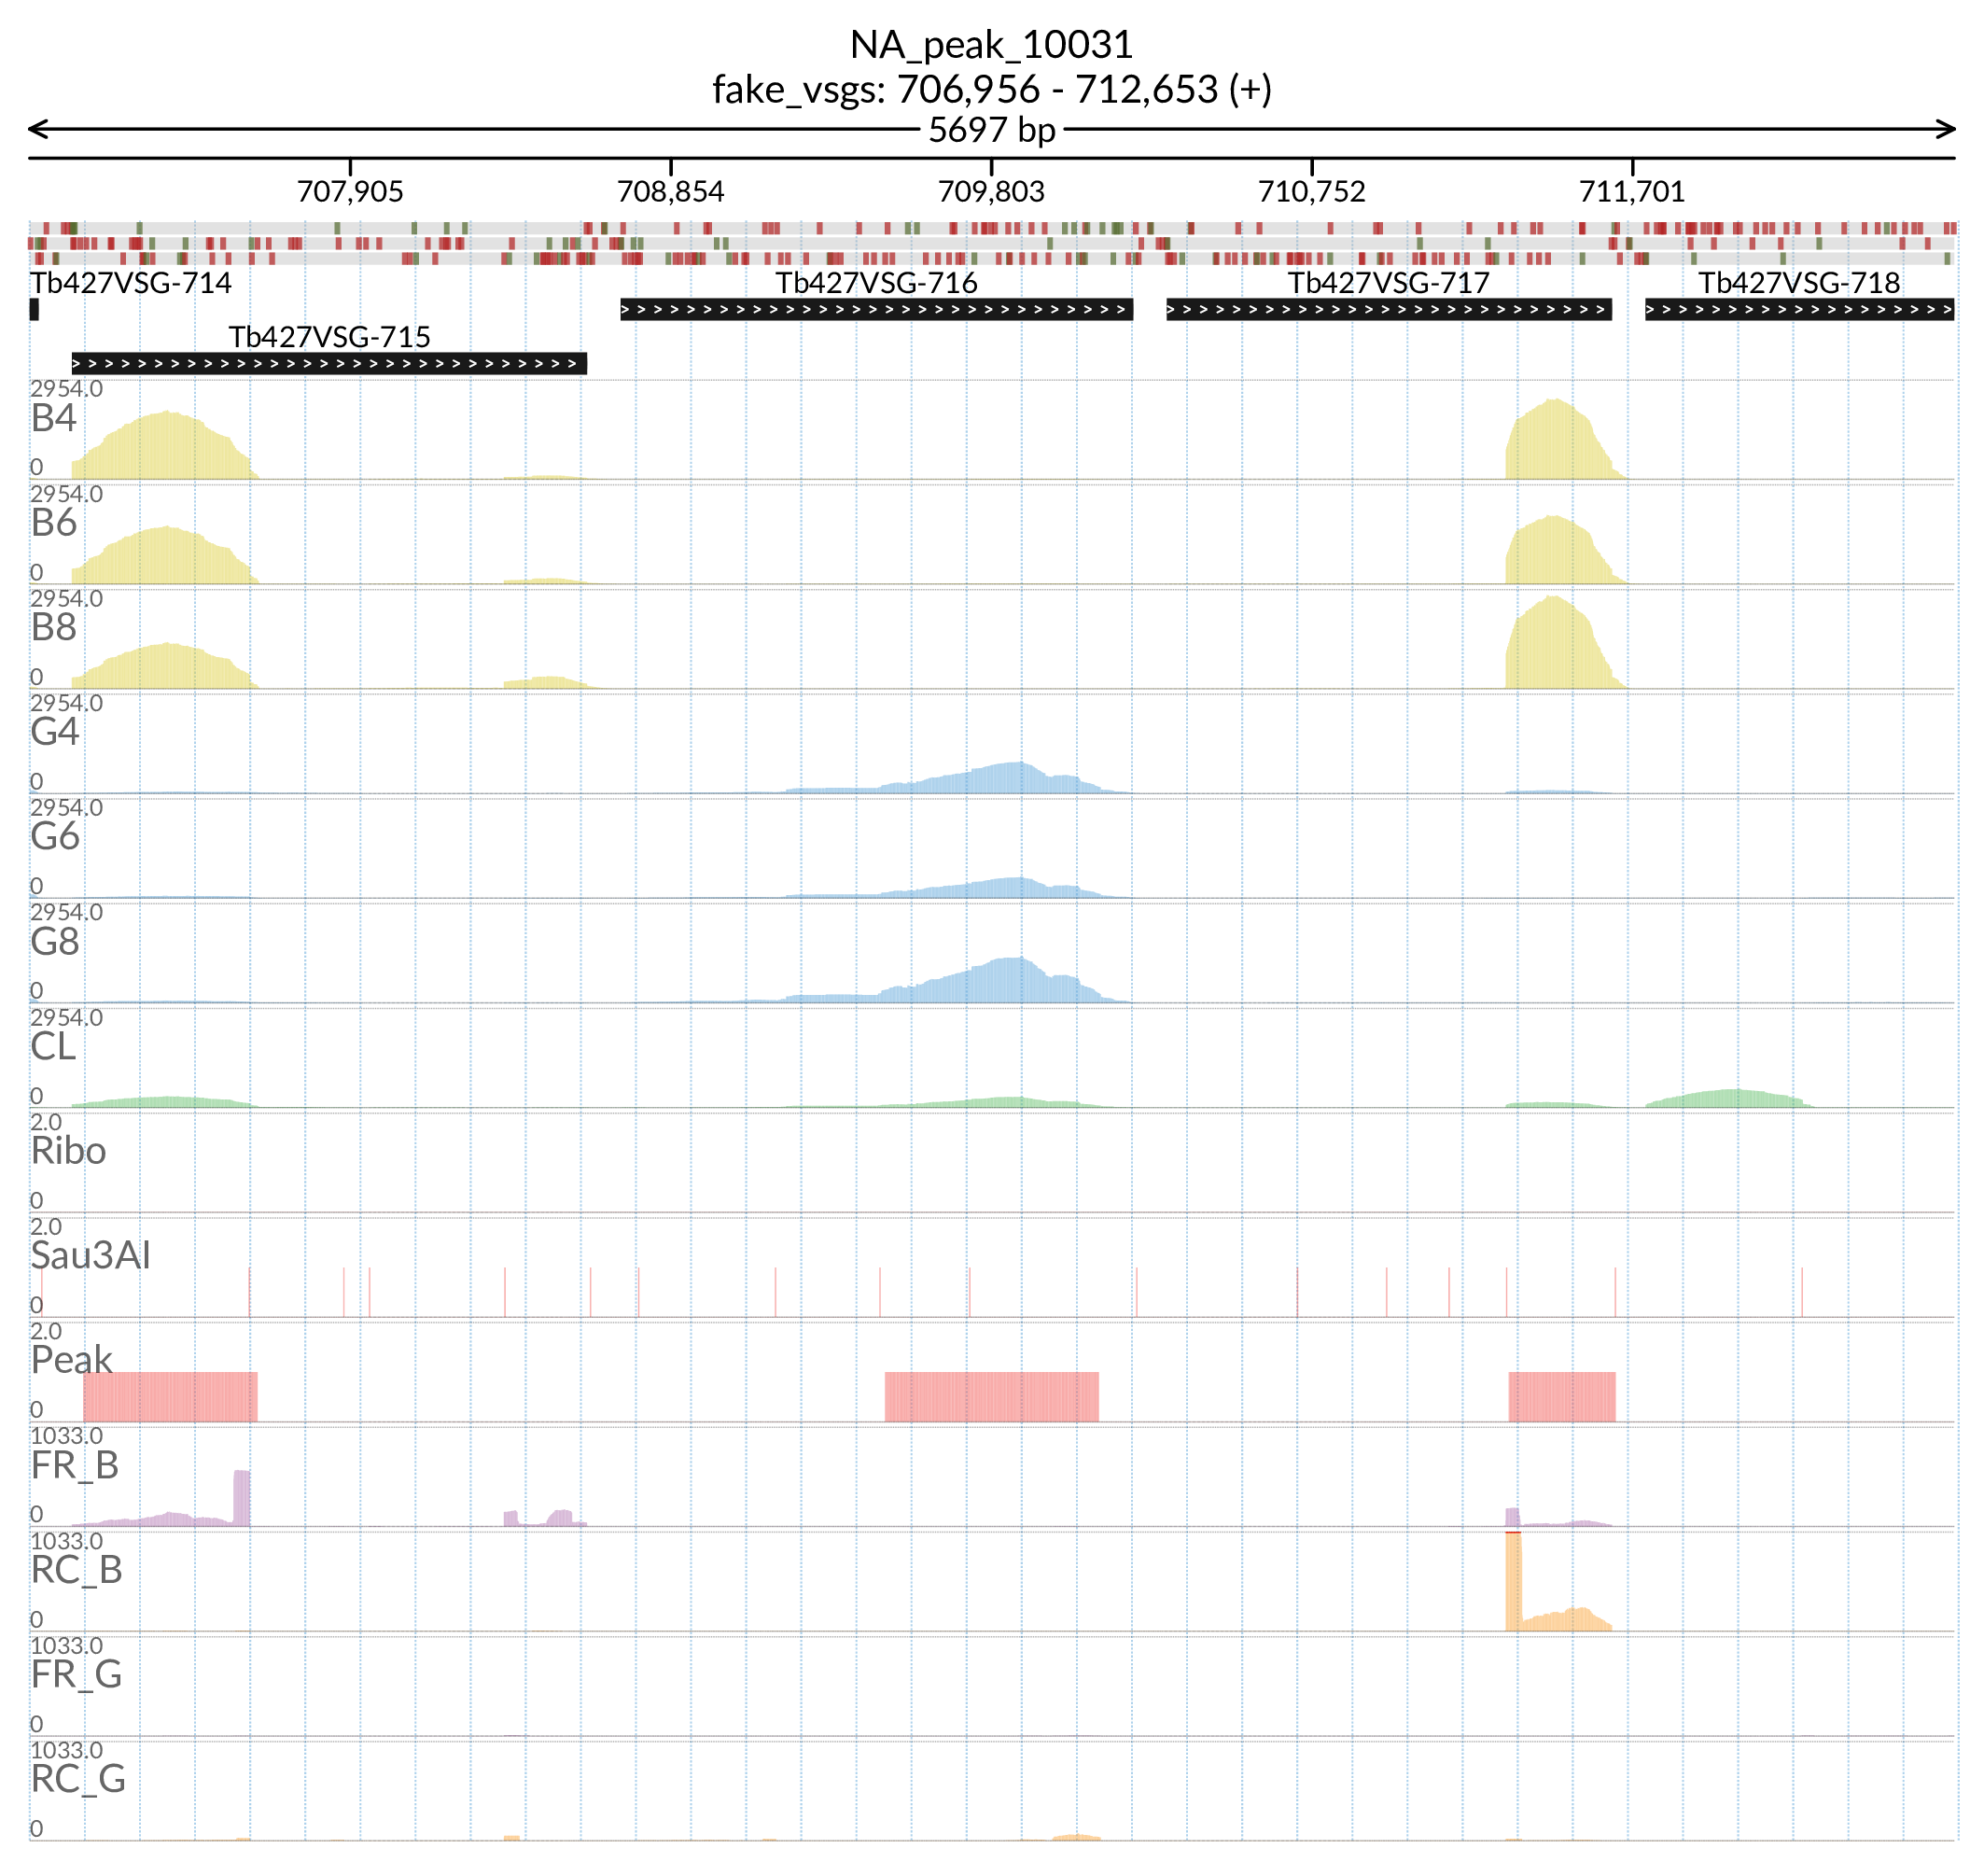 NA_peak_10031
fake_vsgs: 706,956 - 712,653 (+)
5697 bp
707,905 708,854 709,803 710,752 711,701
Tb427VSG-714 Tb427VSG-716 Tb427VSG-717 Tb427VSG-718
Tb427VSG-715
2954.0
B4
0
2954.0
B6
0
2954.0
B8
0
2954.0
G4
0
2954.0
G6
0
2954.0
G8
0
2954.0
CL
0
2.0
Ribo
0
2.0
Sau3AI
0
2.0
Peak
0
1033.0
FR_B
0
1033.0
RC_B
0
1033.0
FR_G
0
1033.0
RC_G
0